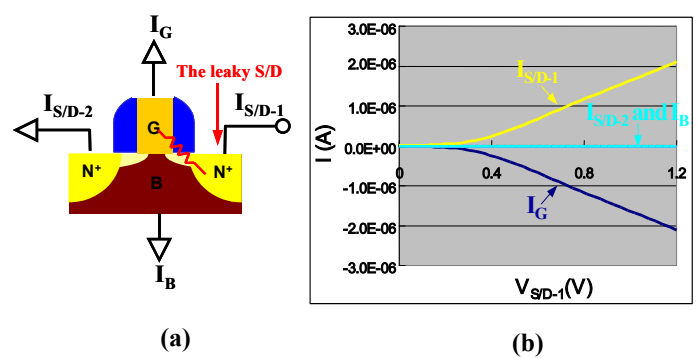 I_G
The leaky S/D
I_S/D-2
I_S/D-1
G
N⁺
N⁺
B
I_B
(a)
3.0E-06
2.0E-06
1.0E-06
0.0E+00
-1.0E-06
-2.0E-06
-3.0E-06
I (A)
I_S/D-1
I_S/D-2 and I_B
I_G
0
0.4
0.8
1.2
V_S/D-1(V)
(b)